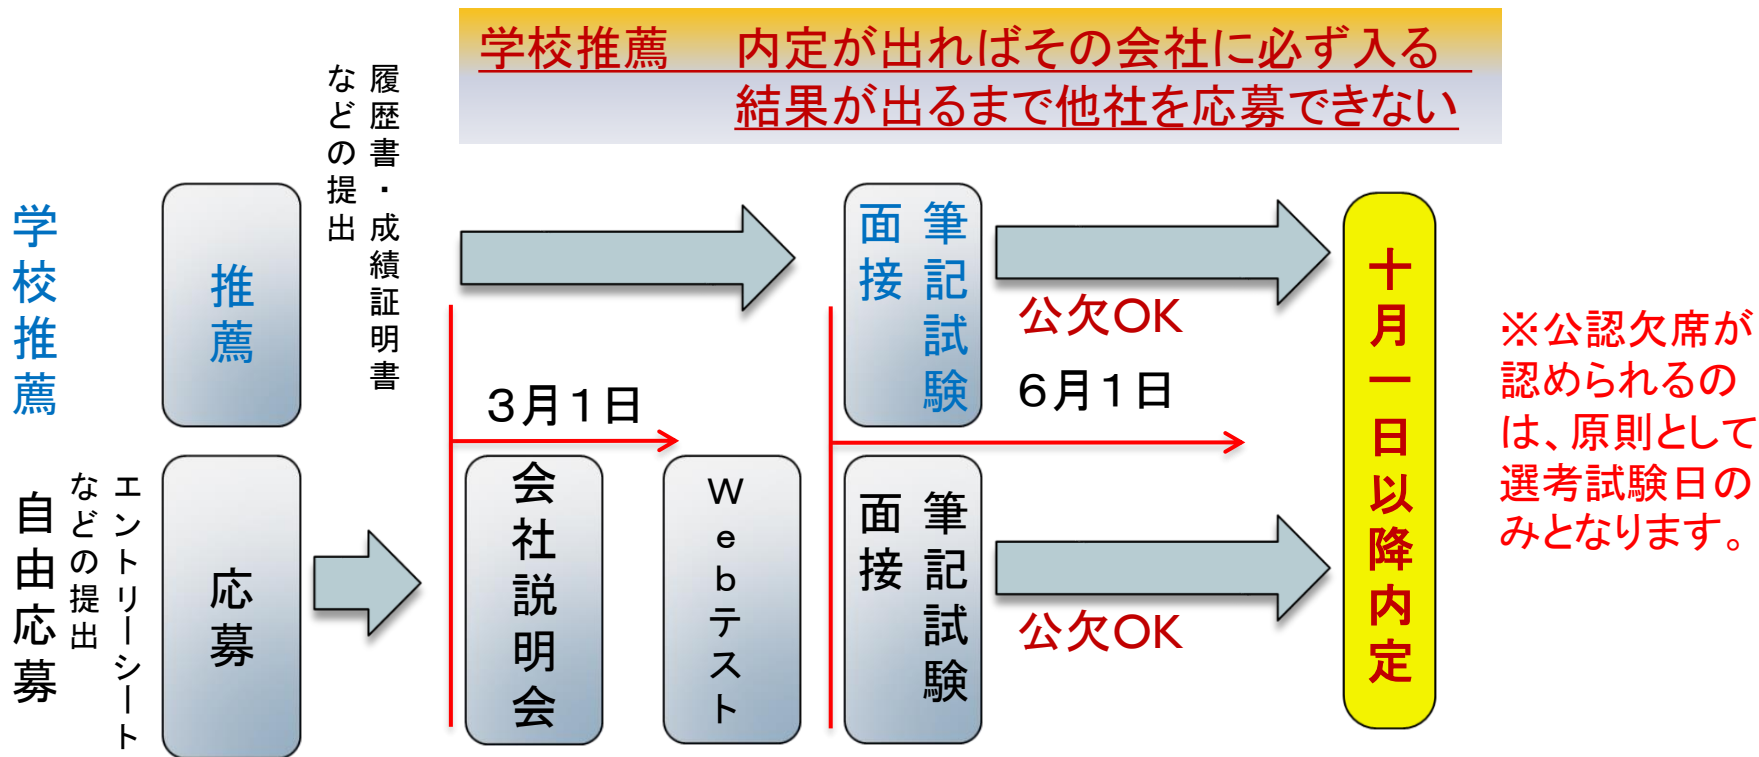 学校推薦　内定が出ればその会社に必ず入る
結果が出るまで他社を応募できない
学校推薦
推薦
履歴書・成績証明書
などの提出
筆記試験
面接
公欠OK
3月1日
6月1日
自由応募
エントリーシート
などの提出
応募
会社説明会
Webテスト
筆記試験
面接
公欠OK
十月一日以降内定
※公認欠席が
認められるの
は、原則として
選考試験日の
みとなります。